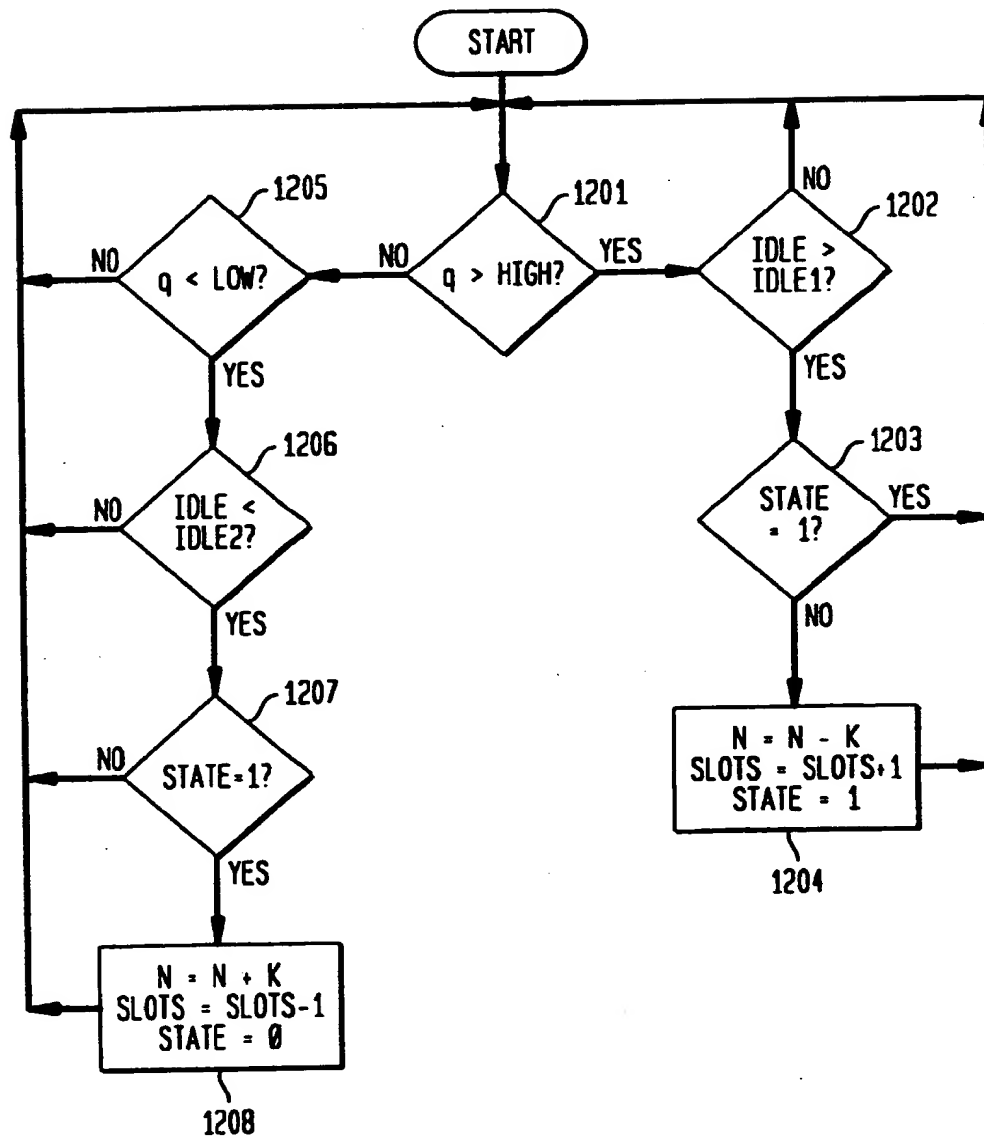 START
1205
NO
q < LOW?
YES
1201
NO
q > HIGH?
YES
1202
NO
IDLE >
IDLE1?
YES
1206
NO
IDLE <
IDLE2?
YES
1203
STATE
= 1?
YES
NO
1207
NO
STATE=1?
YES
N = N - K
SLOTS = SLOTS+1
STATE = 1
1204
N = N + K
SLOTS = SLOTS-1
STATE = 0
1208